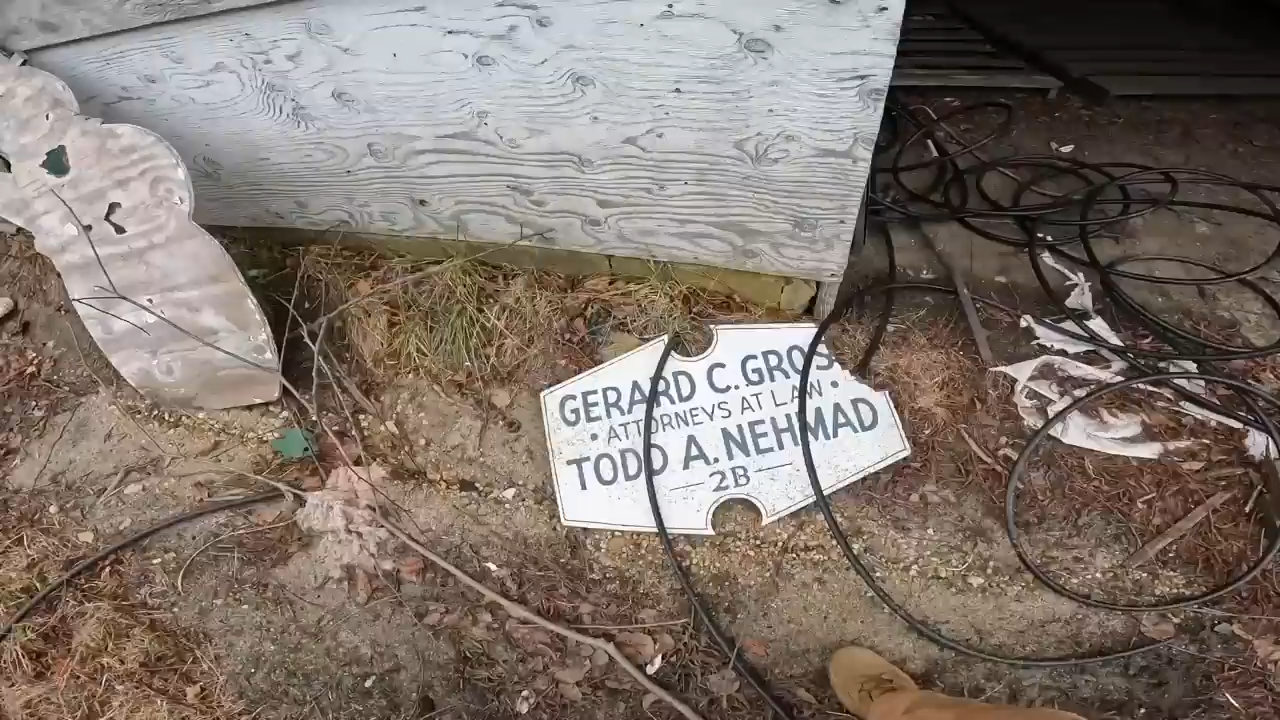 GERARD C. GROS
• ATTORNEYS AT LAW •
TODD A. NEHMAD
— 2B —